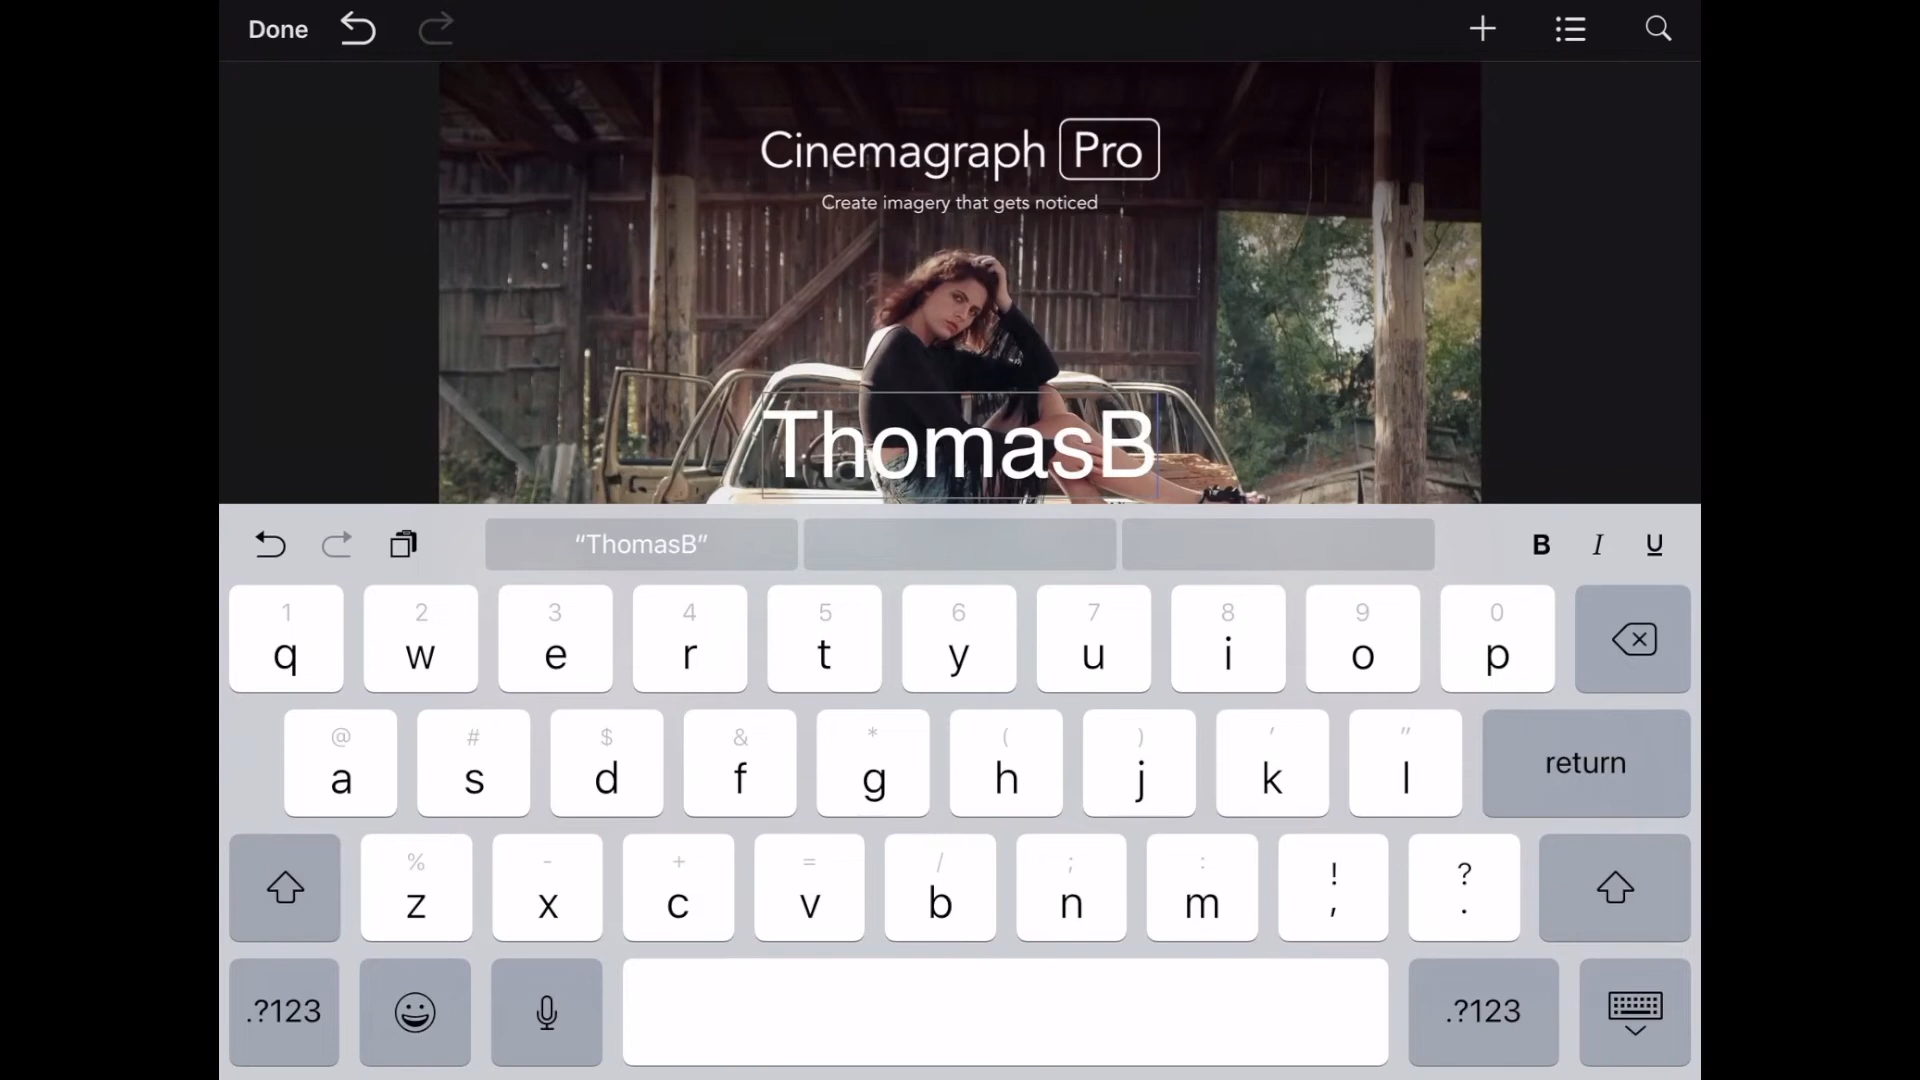 Done
Cinemagraph Pro
Create imagery that gets noticed
ThomasB
“ThomasB”
B I U
1 2 3 4 5 6 7 8 9 0
q w e r t y u i o p
@ # $ & * ( ) ' "
a s d f g h j k l return
% - + = / ; : ! ?
z x c v b n m , .
.?123 .?123